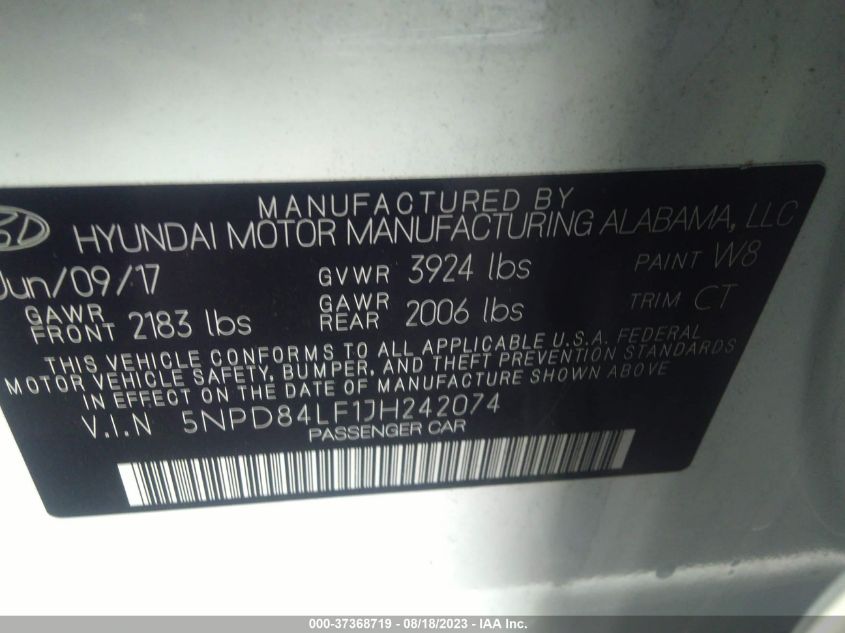 MANUFACTURED BY
HYUNDAI MOTOR MANUFACTURING ALABAMA, LLC
Jun/09/17 GVWR 3924 lbs PAINT W8
GAWR FRONT 2183 lbs GAWR REAR 2006 lbs TRIM CT
THIS VEHICLE CONFORMS TO ALL APPLICABLE U.S.A. FEDERAL
MOTOR VEHICLE SAFETY, BUMPER, AND THEFT PREVENTION STANDARDS
IN EFFECT ON THE DATE OF MANUFACTURE SHOWN ABOVE
V.I.N 5NPD84LF1JH242074
PASSENGER CAR
000-37368719 - 08/18/2023 - IAA Inc.